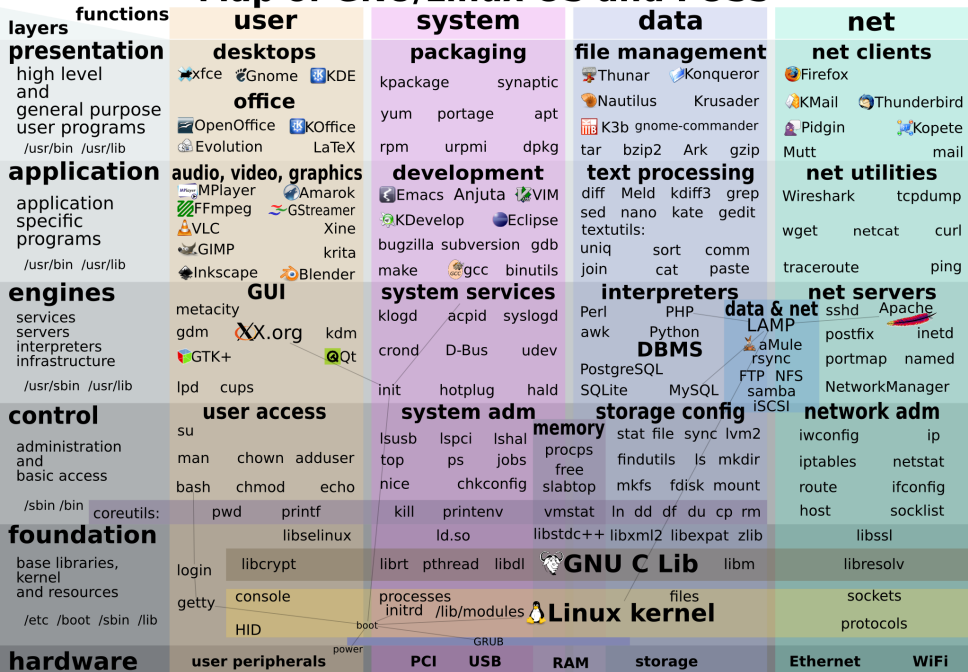 Map of GNU/Linux OS and FOSS
functions
layers
user system data net
presentation
high level
and
general purpose
user programs
/usr/bin /usr/lib
desktops
xfce Gnome KDE
office
OpenOffice KOffice
Evolution LaTeX
packaging
kpackage synaptic
yum portage apt
rpm urpmi dpkg
file management
Thunar Konqueror
Nautilus Krusader
K3b gnome-commander
tar bzip2 Ark gzip
net clients
Firefox
KMail Thunderbird
Pidgin Kopete
Mutt mail
application
application
specific
programs
/usr/bin /usr/lib
audio, video, graphics
MPlayer Amarok
FFmpeg GStreamer
VLC Xine
GIMP krita
Inkscape Blender
development
Emacs Anjuta VIM
KDevelop Eclipse
bugzilla subversion gdb
make gcc binutils
text processing
diff Meld kdiff3 grep
sed nano kate gedit
textutils:
uniq sort comm
join cat paste
net utilities
Wireshark tcpdump
wget netcat curl
traceroute ping
engines
services
servers
interpreters
infrastructure
/usr/sbin /usr/lib
GUI
metacity
gdm X.org kdm
GTK+ Qt
lpd cups
system services
klogd acpid syslogd
crond D-Bus udev
init hotplug hald
interpreters
Perl PHP
awk Python
DBMS
PostgreSQL
SQLite MySQL
data & net
LAMP
aMule
rsync
FTP NFS
samba
iSCSI
net servers
sshd Apache
postfix inetd
portmap named
NetworkManager
control
administration
and
basic access
/sbin /bin
user access
su
man chown adduser
bash chmod echo
coreutils: pwd printf
system adm
lsusb lspci lshal
top ps jobs
nice chkconfig
kill printenv
memory
procps
free
slabtop
vmstat
storage config
stat file sync lvm2
findutils ls mkdir
mkfs fdisk mount
ln dd df du cp rm
network adm
iwconfig ip
iptables netstat
route ifconfig
host socklist
foundation
base libraries,
kernel
and resources
/etc /boot /sbin /lib
libselinux ld.so libstdc++ libxml2 libexpat zlib libssl
login libcrypt librt pthread libdl GNU C Lib libm libresolv
getty console processes files sockets
initrd /lib/modules Linux kernel
HID boot protocols
power GRUB
hardware user peripherals PCI USB RAM storage Ethernet WiFi